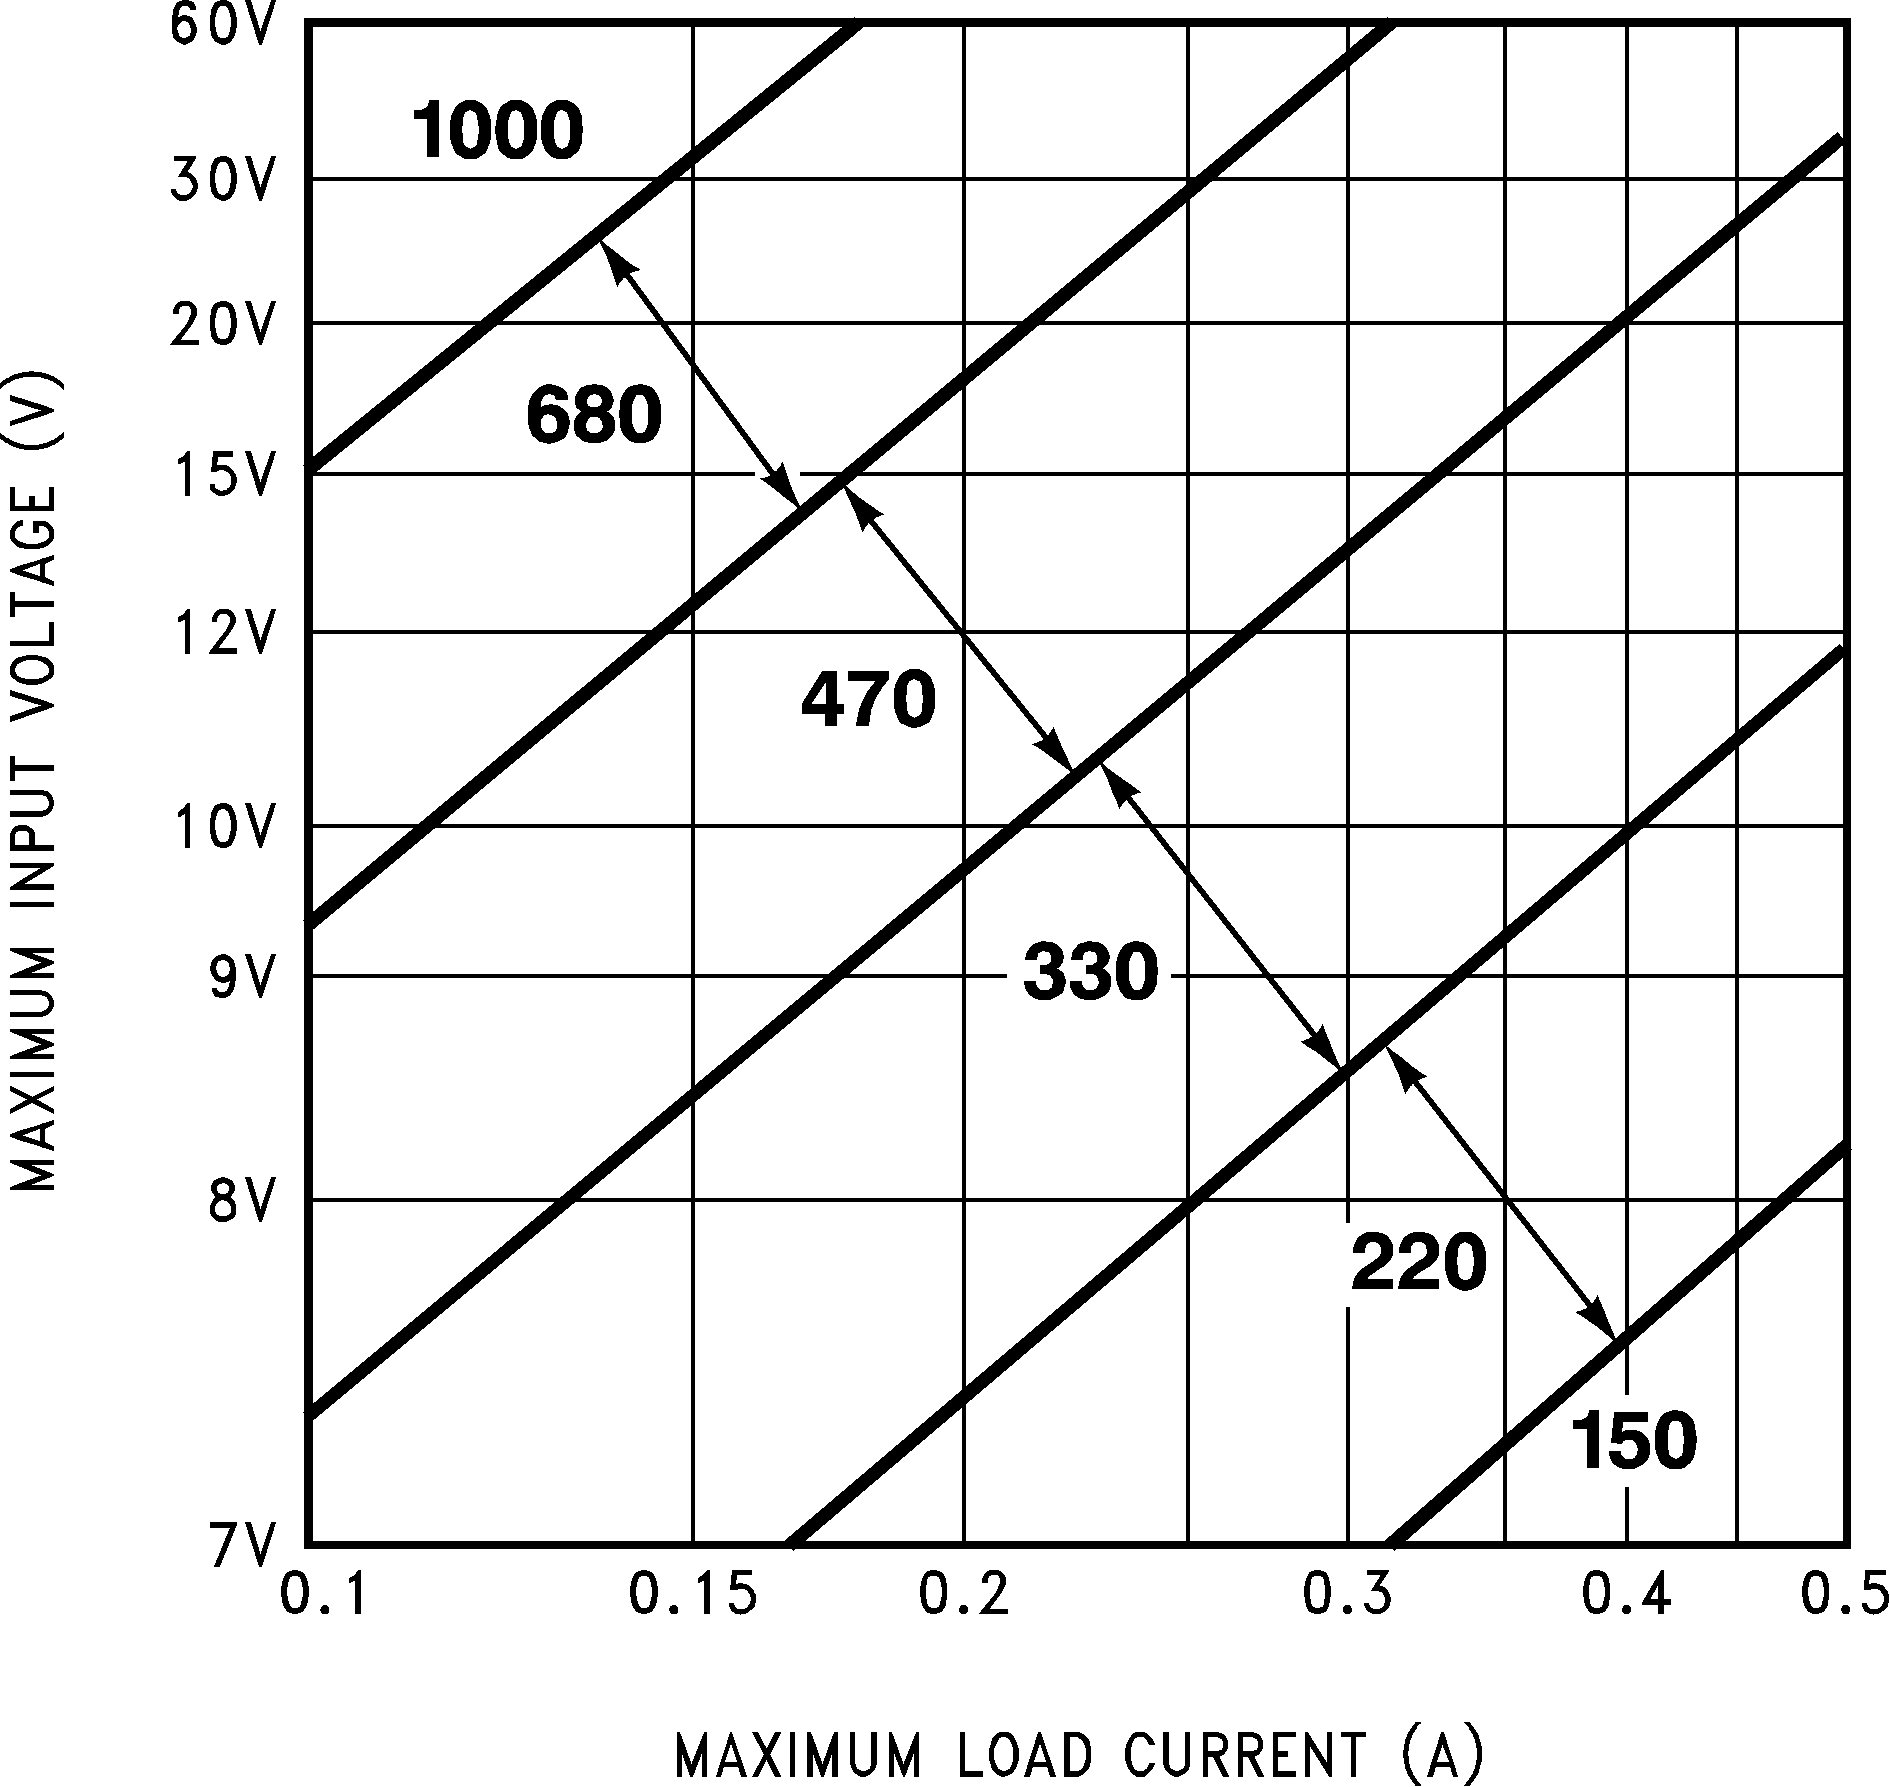 60V
1000
30V
20V
680
15V
12V
470
10V
9V
330
8V
220
150
7V
0.1 0.15 0.2 0.3 0.4 0.5
MAXIMUM INPUT VOLTAGE (V)
MAXIMUM LOAD CURRENT (A)